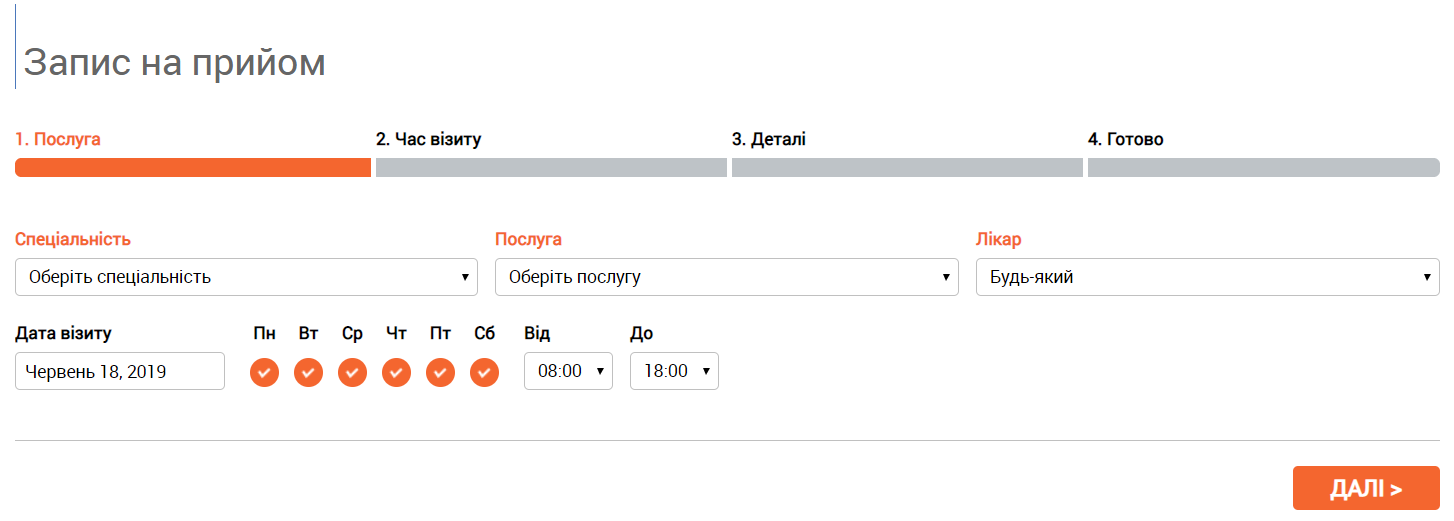 Запис на прийом
1. Послуга 2. Час візиту 3. Деталі 4. Готово
Спеціальність Послуга Лікар
Оберіть спеціальність Оберіть послугу Будь-який
Дата візиту Пн Вт Ср Чт Пт Сб Від До
Червень 18, 2019 08:00 18:00
ДАЛІ >